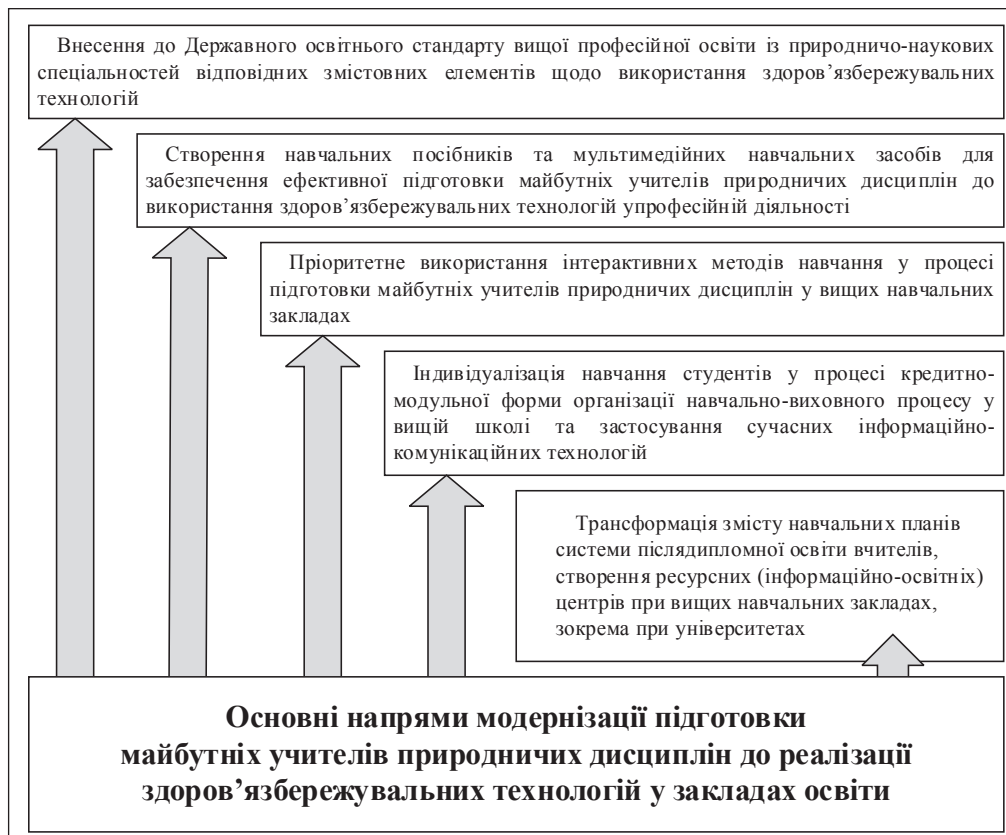 Внесення до Державного освітнього стандарту вищої професійної освіти із природничо-наукових
спеціальностей відповідних змістовних елементів щодо використання здоров’язбережувальних
технологій
Створення навчальних посібників та мультимедійних навчальних засобів для
забезпечення ефективної підготовки майбутніх учителів природничих дисциплін до
використання здоров’язбережувальних технологій упрофесійній діяльності
Пріоритетне використання інтерактивних методів навчання у процесі
підготовки майбутніх учителів природничих дисциплін у вищих навчальних
закладах
Індивідуалізація навчання студентів у процесі кредитно-
модульної форми організації навчально-виховного процесу у
вищій школі та застосування сучасних інформаційно-
комунікаційних технологій
Трансформація змісту навчальних планів
системи післядипломної освіти вчителів,
створення ресурсних (інформаційно-освітніх)
центрів при вищих навчальних закладах,
зокрема при університетах
Основні напрями модернізації підготовки
майбутніх учителів природничих дисциплін до реалізації
здоров’язбережувальних технологій у закладах освіти